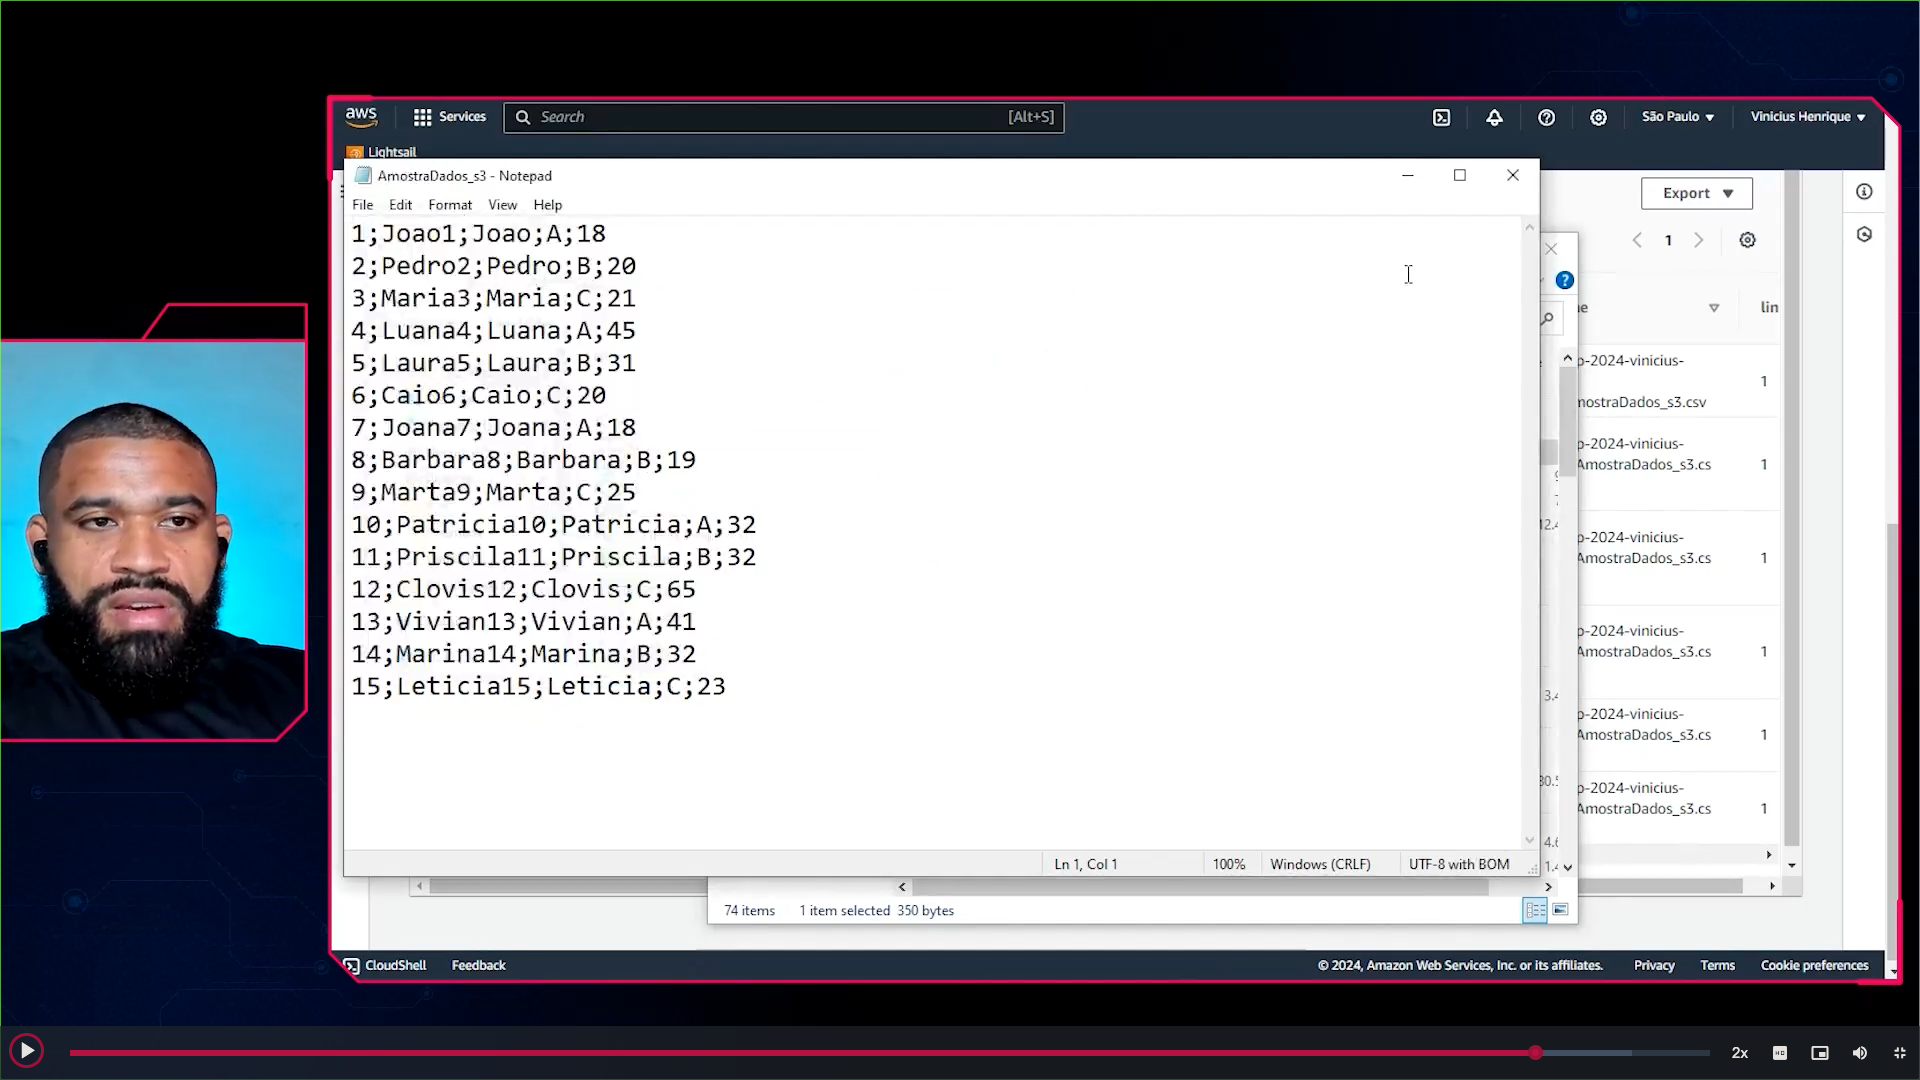 aws
Services
Search
[Alt+S]
São Paulo
Vinicius Henrique
Lightsail
AmostraDados_s3 - Notepad
File Edit Format View Help
1;Joao1;Joao;A;18
2;Pedro2;Pedro;B;20
3;Maria3;Maria;C;21
4;Luana4;Luana;A;45
5;Laura5;Laura;B;31
6;Caio6;Caio;C;20
7;Joana7;Joana;A;18
8;Barbara8;Barbara;B;19
9;Marta9;Marta;C;25
10;Patricia10;Patricia;A;32
11;Priscila11;Priscila;B;32
12;Clovis12;Clovis;C;65
13;Vivian13;Vivian;A;41
14;Marina14;Marina;B;32
15;Leticia15;Leticia;C;23
Ln 1, Col 1
100%
Windows (CRLF)
UTF-8 with BOM
Export
1
lin
p-2024-vinicius-
1
mostraDados_s3.csv
p-2024-vinicius-
AmostraDados_s3.cs
1
p-2024-vinicius-
AmostraDados_s3.cs
1
p-2024-vinicius-
AmostraDados_s3.cs
1
p-2024-vinicius-
AmostraDados_s3.cs
1
p-2024-vinicius-
AmostraDados_s3.cs
1
74 items
1 item selected 350 bytes
CloudShell
Feedback
© 2024, Amazon Web Services, Inc. or its affiliates.
Privacy
Terms
Cookie preferences
2x
HD